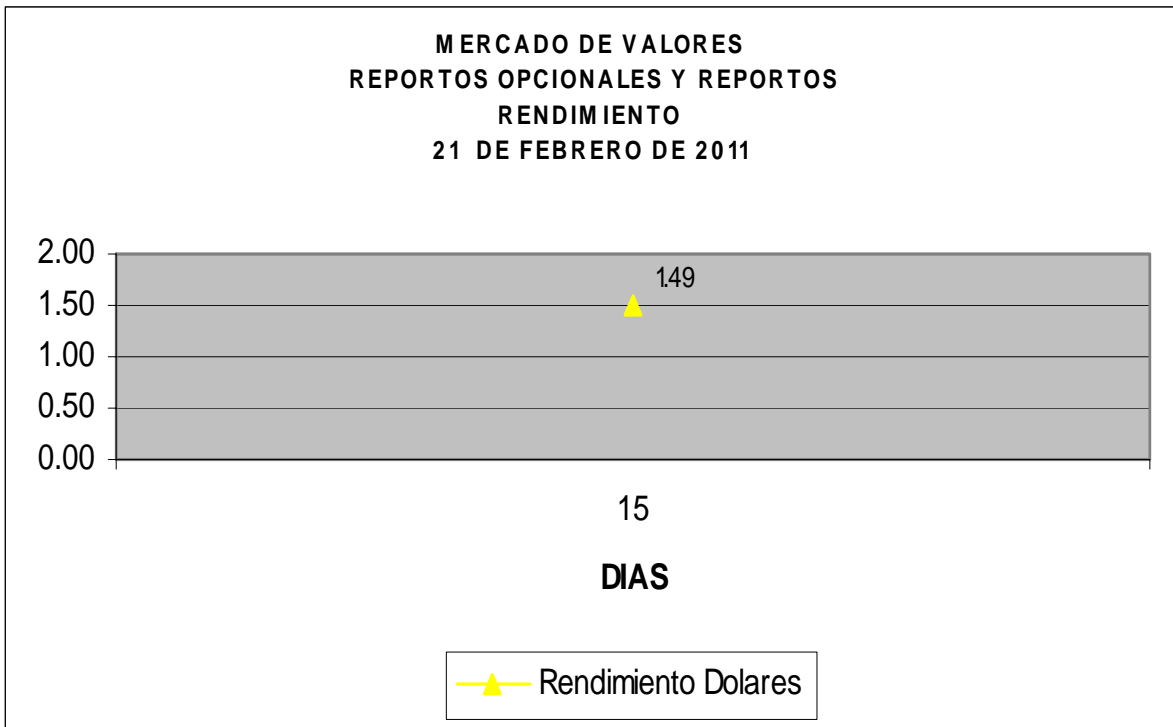 MERCADO DE VALORES
REPORTOS OPCIONALES Y REPORTOS
RENDIMIENTO
21 DE FEBRERO DE 2011
2.00
1.49
1.50
1.00
0.50
0.00
15
DIAS
Rendimiento Dolares